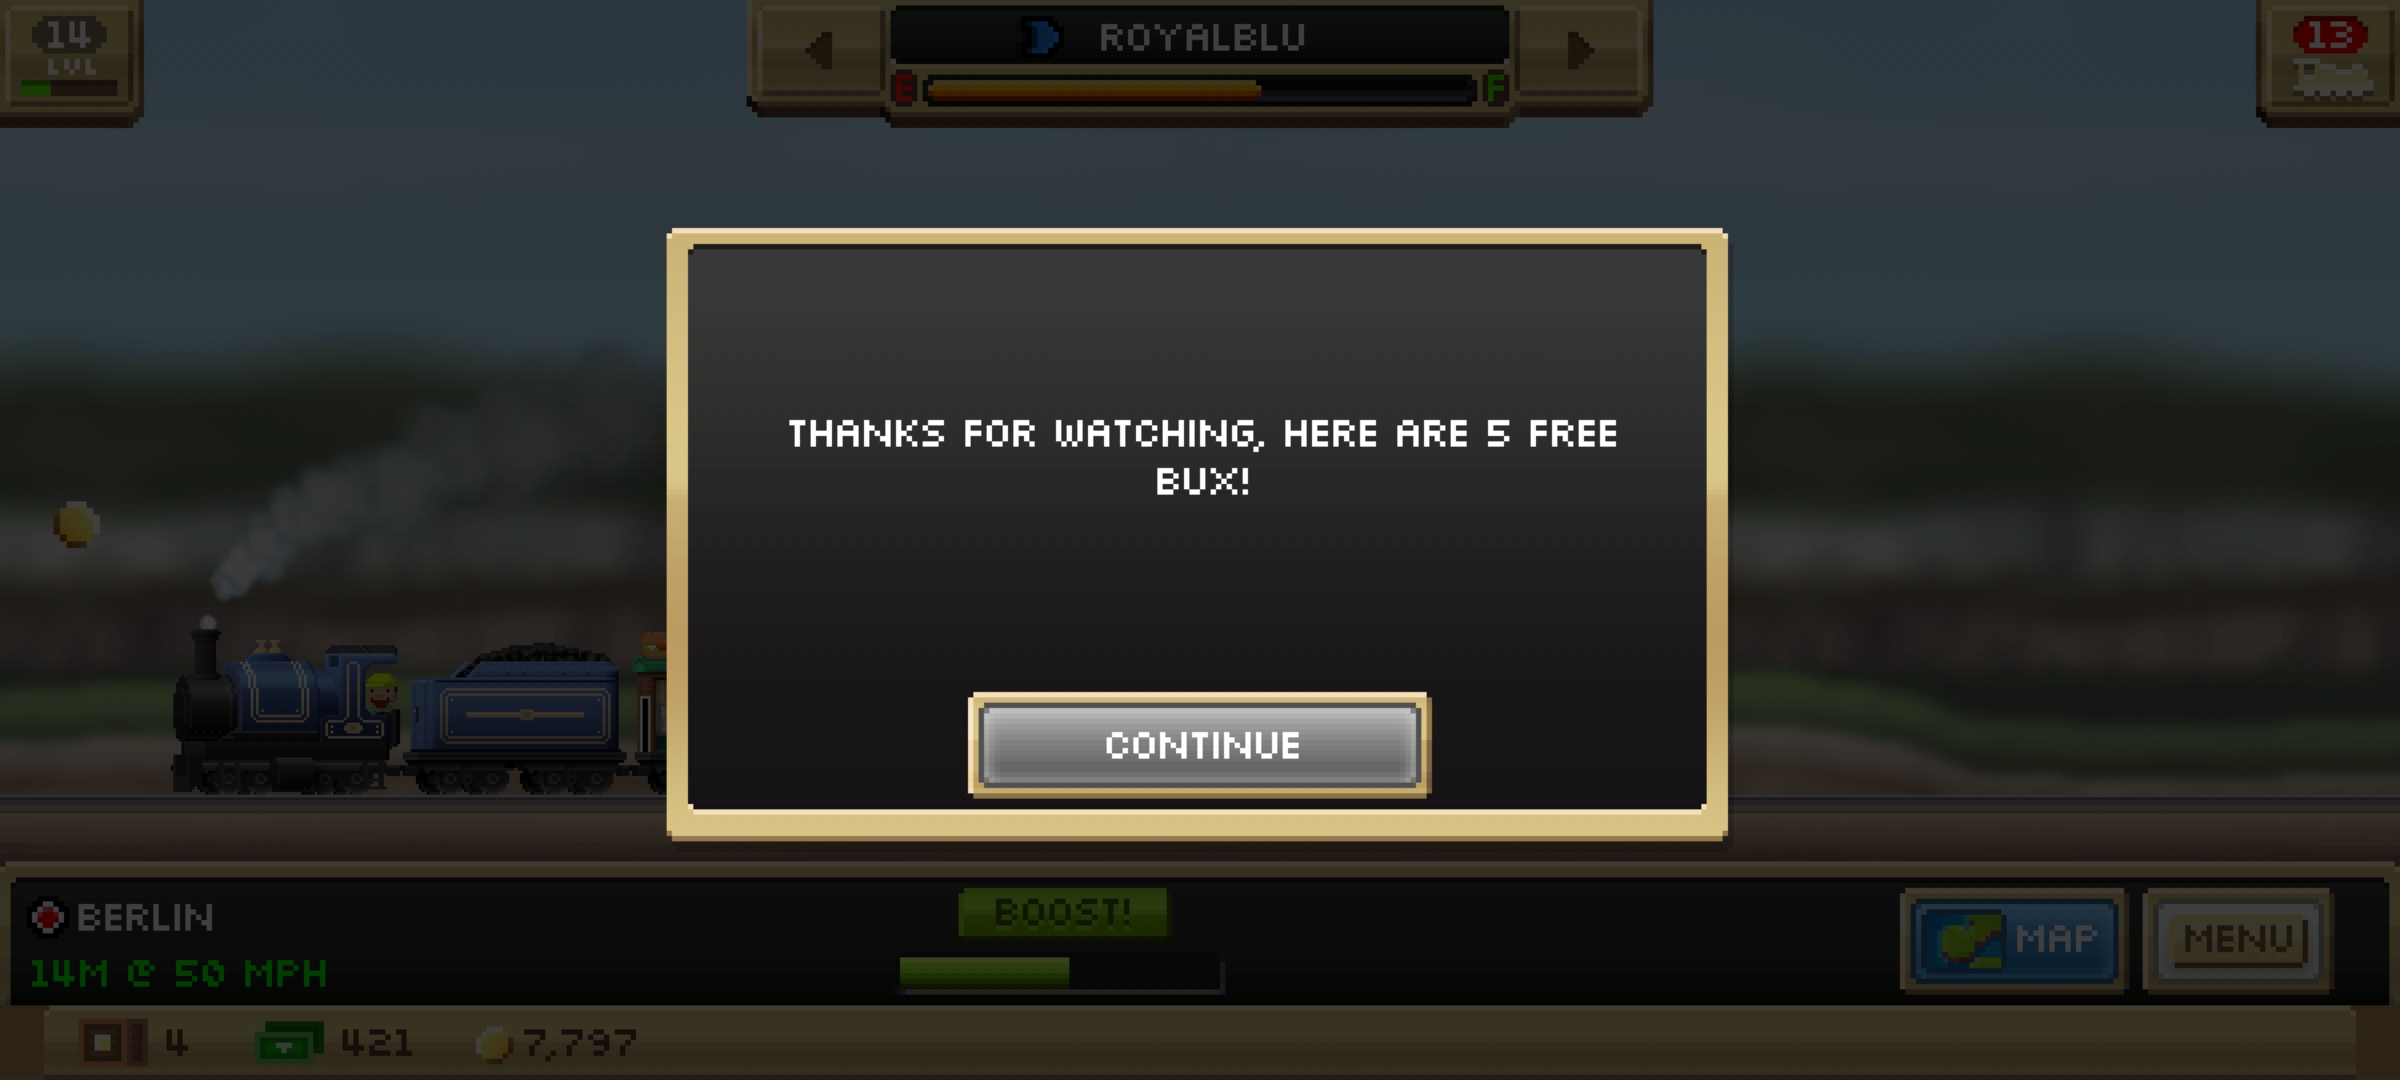 14
LVL
ROYALBLU
E F
13
THANKS FOR WATCHING, HERE ARE 5 FREE
BUX!
CONTINUE
BERLIN
14M @ 50 MPH
BOOST!
MAP
MENU
4 421 7,797